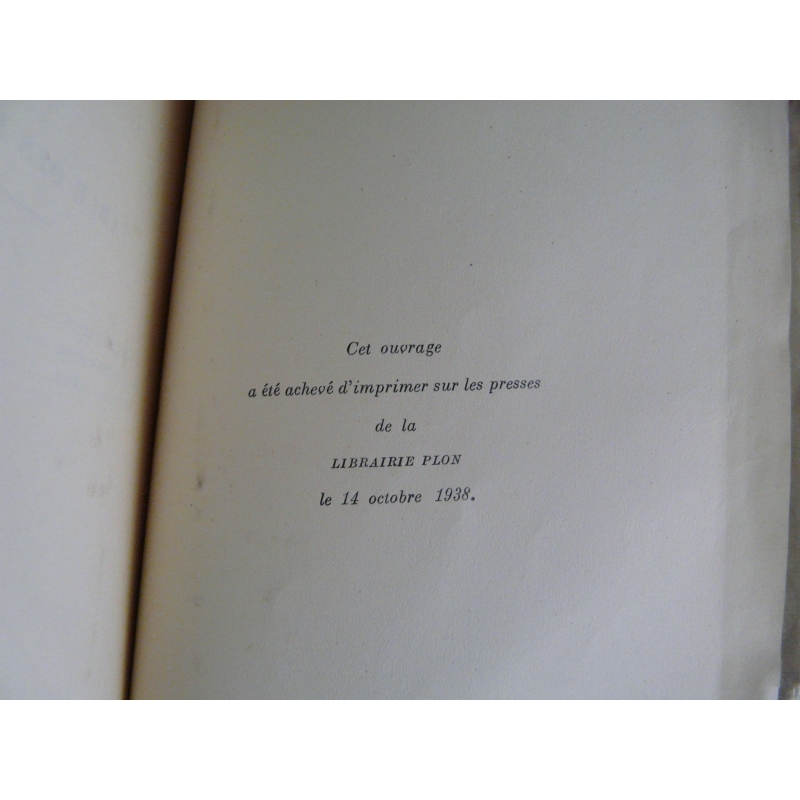 Cet ouvrage
a été achevé d'imprimer sur les presses
de la
LIBRAIRIE PLON
le 14 octobre 1938.